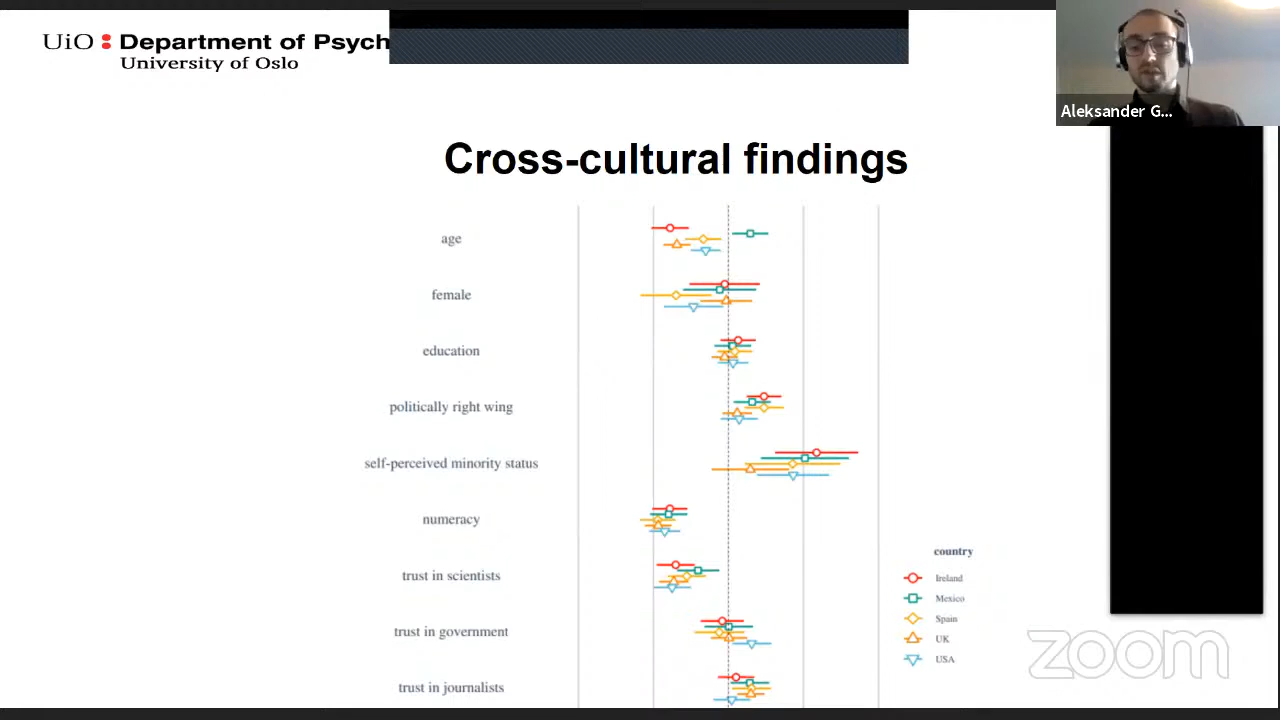 UiO : Department of Psych
University of Oslo
Aleksander G...
Cross-cultural findings
age
female
education
politically right wing
self-perceived minority status
numeracy
trust in scientists
trust in government
trust in journalists
country
Ireland
Mexico
Spain
UK
USA
zoom